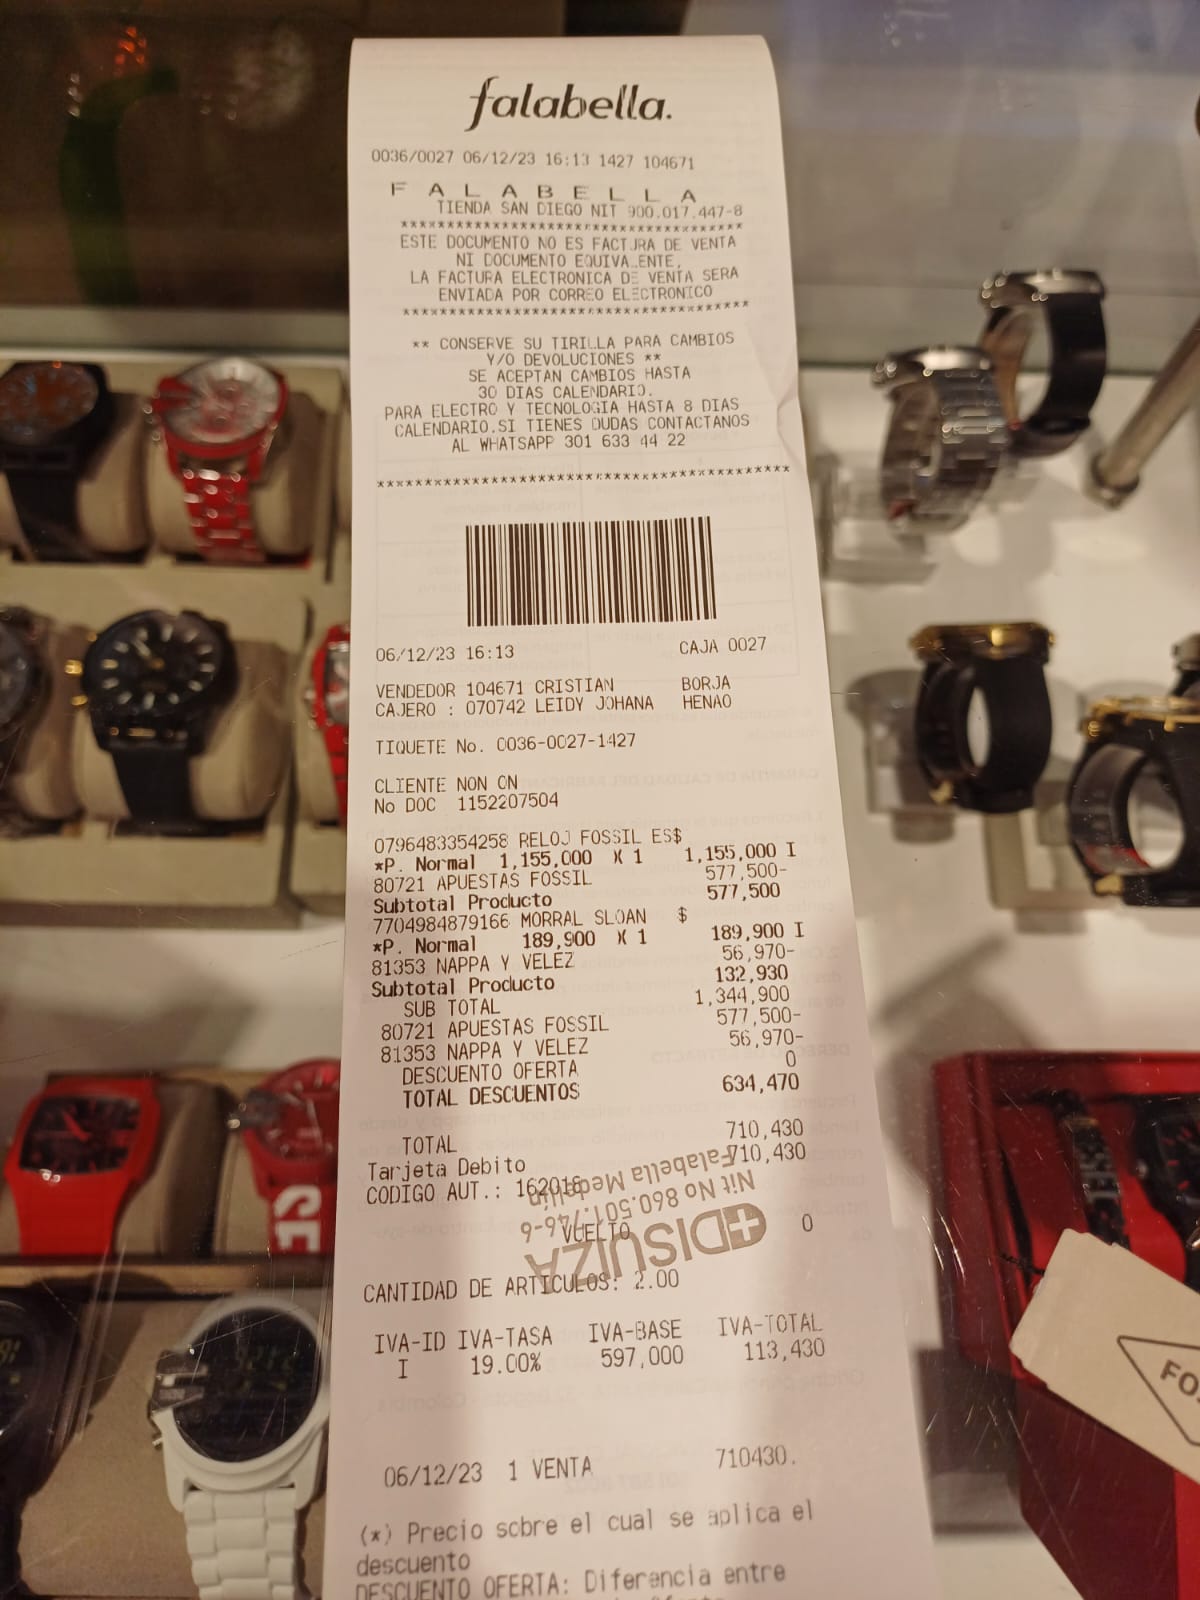 falabella.
0036/0027 06/12/23 16:13 1427 104671
F A L A B E L L A
TIENDA SAN DIEGO NIT 900.017.447-8
****************************************
ESTE DOCUMENTO NO ES FACTURA DE VENTA
NI DOCUMENTO EQUIVALENTE,
LA FACTURA ELECTRONICA DE VENTA SERA
ENVIADA POR CORREO ELECTRONICO
****************************************
** CONSERVE SU TIRILLA PARA CAMBIOS
Y/O DEVOLUCIONES **
SE ACEPTAN CAMBIOS HASTA
30 DIAS CALENDARIO.
PARA ELECTRO Y TECNOLOGIA HASTA 8 DIAS
CALENDARIO.SI TIENES DUDAS CONTACTANOS
AL WHATSAPP 301 633 44 22
************************************************
06/12/23 16:13 CAJA 0027
VENDEDOR 104671 CRISTIAN BORJA
CAJERO : 070742 LEIDY JOHANA HENAO
TIQUETE No. 0036-0027-1427
CLIENTE NON ON
No DOC 1152207504
0796483354258 RELOJ FOSSIL ES$
*P. Normal 1,155,000 X 1 1,155,000 I
80721 APUESTAS FOSSIL 577,500-
Subtotal Producto 577,500
7704984879166 MORRAL SLOAN $
*P. Normal 189,900 X 1 189,900 I
81353 NAPPA Y VELEZ 56,970-
Subtotal Producto 132,930
SUB TOTAL 1,344,900
80721 APUESTAS FOSSIL 577,500-
81353 NAPPA Y VELEZ 56,970-
DESCUENTO OFERTA 0
TOTAL DESCUENTOS 634,470
TOTAL 710,430
Tarjeta Debito 710,430
CODIGO AUT.: 162016
VUELTO 0
DISUIZA
Nit No 860.501.746-6
Falabella Medellín
CANTIDAD DE ARTICULOS: 2.00
IVA-ID IVA-TASA IVA-BASE IVA-TOTAL
I 19.00% 597,000 113,430
06/12/23 1 VENTA 710430.
(*) Precio sobre el cual se aplica el
descuento
DESCUENTO OFERTA: Diferencia entre